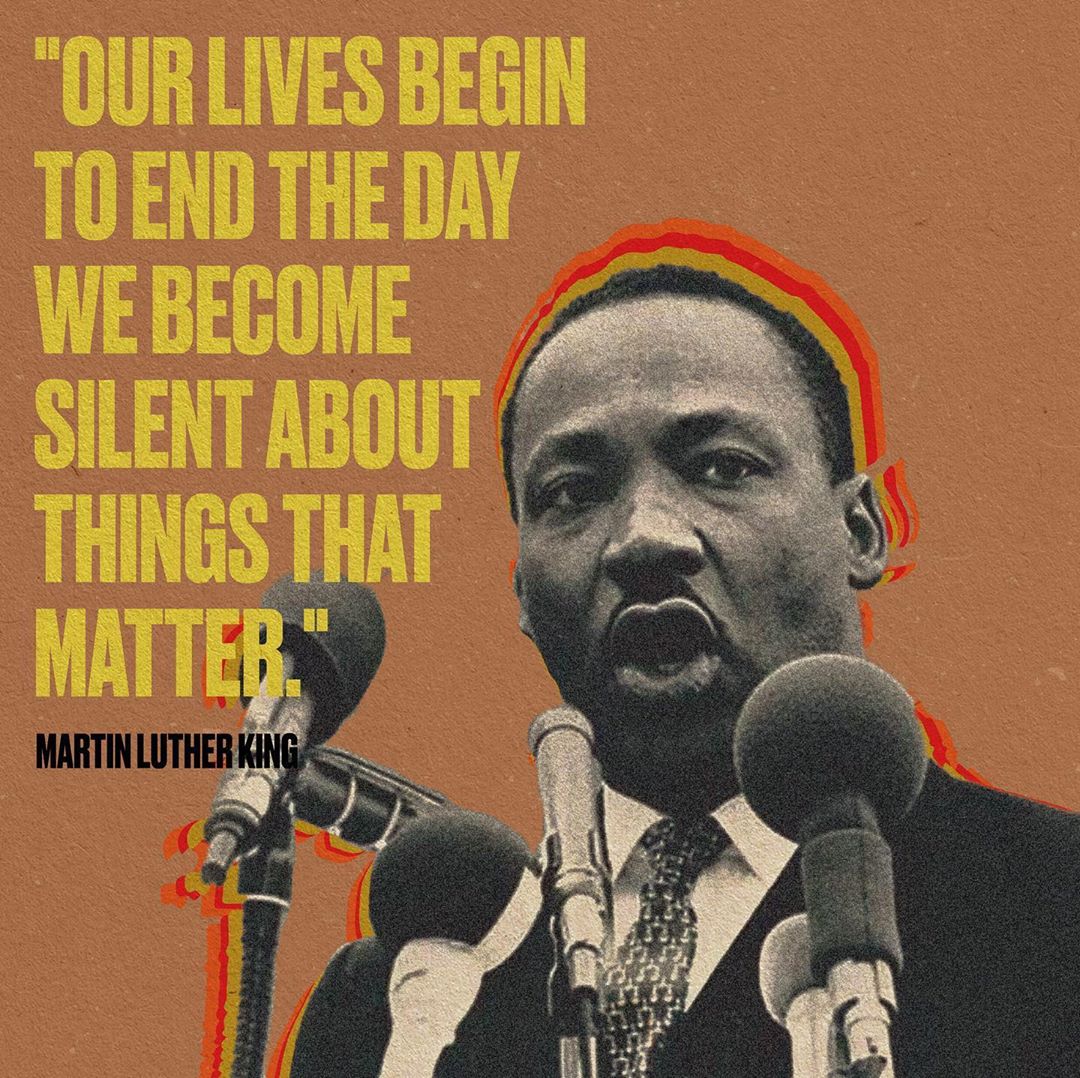 "OUR LIVES BEGIN
TO END THE DAY
WE BECOME
SILENT ABOUT
THINGS THAT
MATTER."
MARTIN LUTHER KING